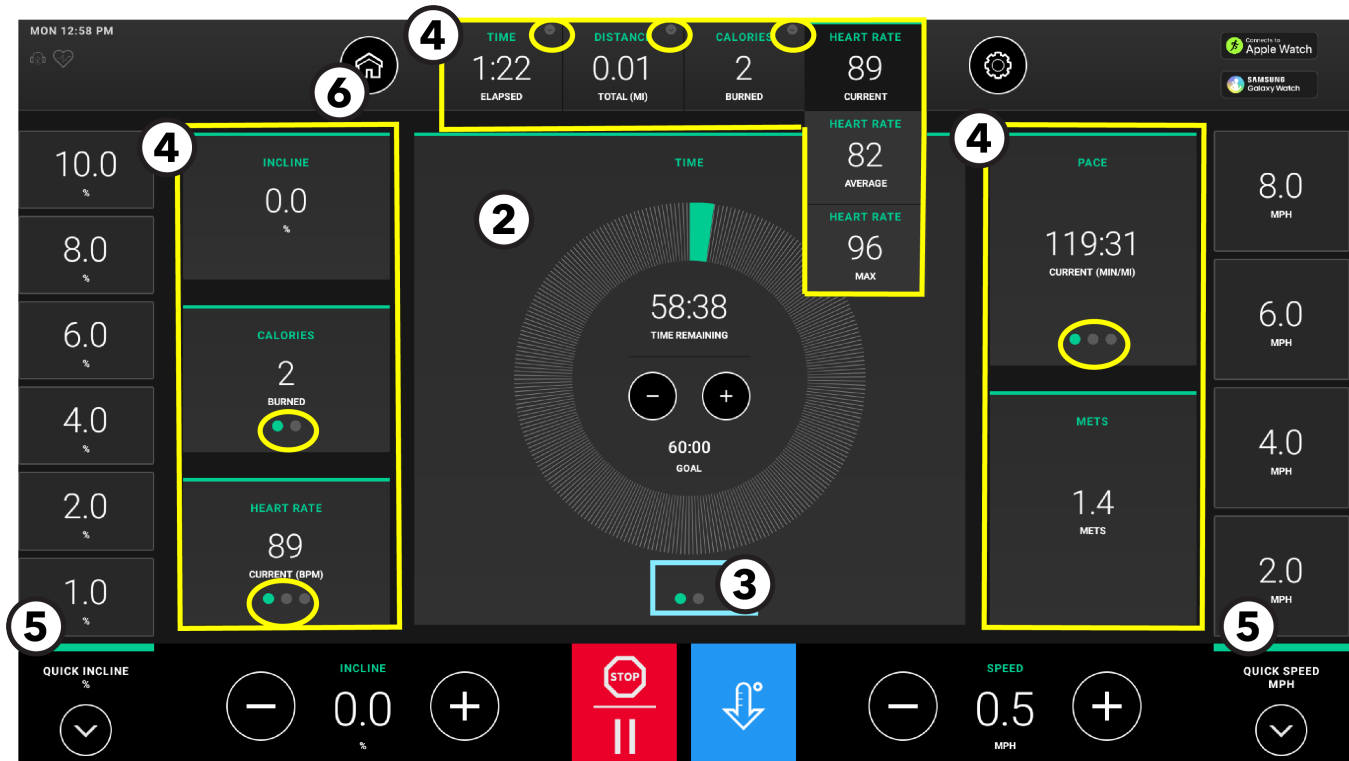 MON 12:58 PM
6
4
TIME
1:22
ELAPSED
DISTANCE
0.01
TOTAL (MI)
CALORIES
2
BURNED
HEART RATE
89
CURRENT
HEART RATE
82
AVERAGE
HEART RATE
96
MAX
Connects to
Apple Watch
SAMSUNG
Galaxy Watch
10.0
%
8.0
%
6.0
%
4.0
%
2.0
%
1.0
%
5
QUICK INCLINE
%
4
INCLINE
0.0
%
CALORIES
2
BURNED
HEART RATE
89
CURRENT (BPM)
2
TIME
58:38
TIME REMAINING
−
+
60:00
GOAL
3
4
PACE
119:31
CURRENT (MIN/MI)
METS
1.4
METS
8.0
MPH
6.0
MPH
4.0
MPH
2.0
MPH
5
QUICK SPEED
MPH
INCLINE
− 0.0 +
%
STOP
SPEED
− 0.5 +
MPH